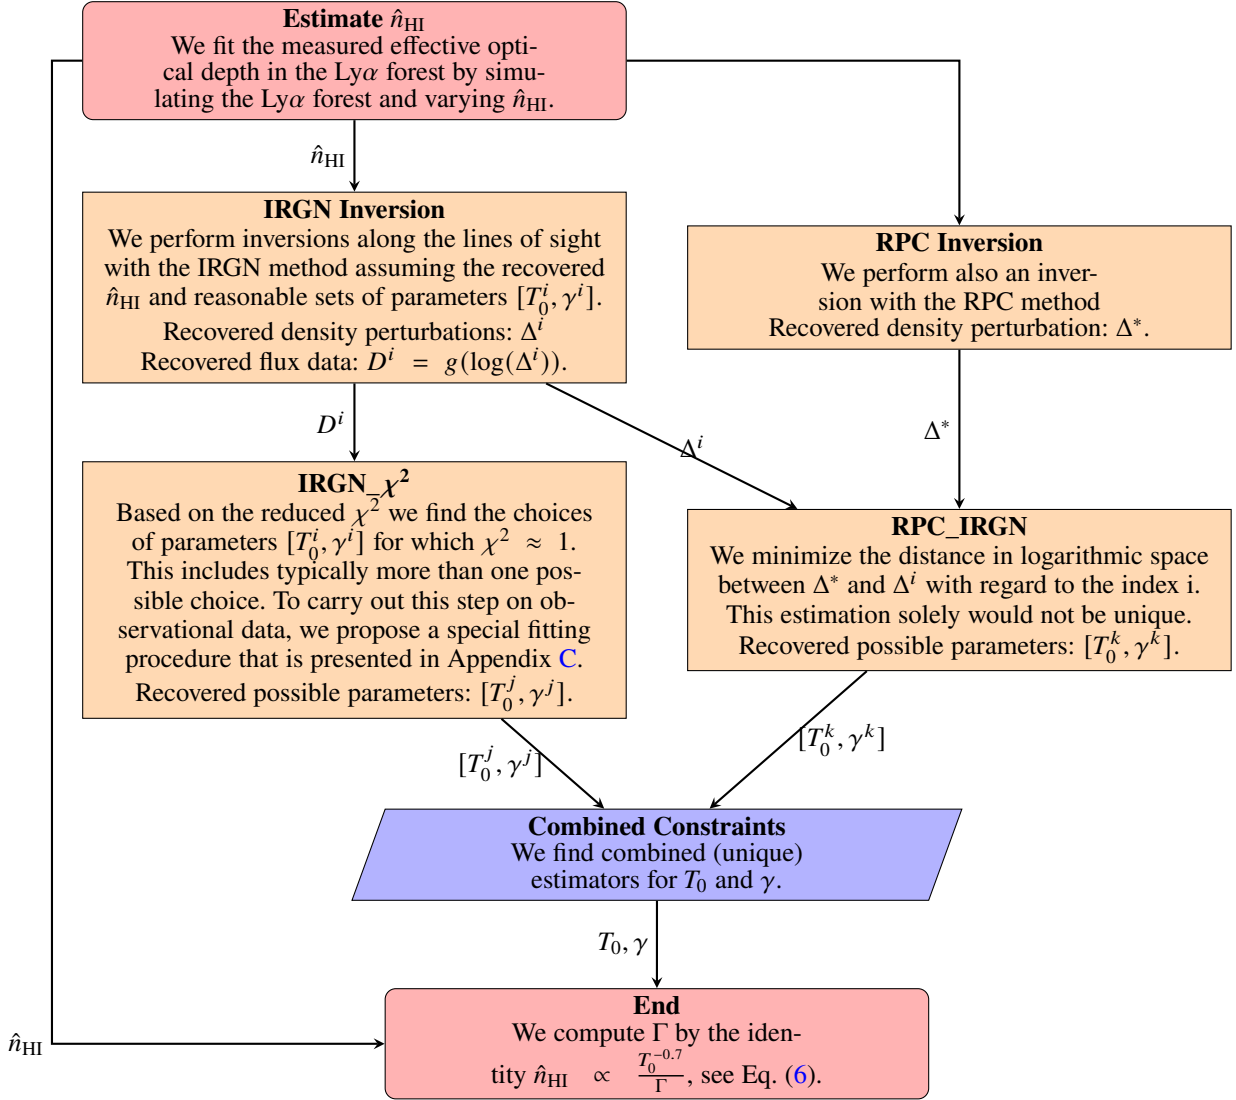 Estimate n̂HI
We fit the measured effective opti-
cal depth in the Lyα forest by simu-
lating the Lyα forest and varying n̂HI.
n̂HI
IRGN Inversion
We perform inversions along the lines of sight
with the IRGN method assuming the recovered
n̂HI and reasonable sets of parameters [T₀ⁱ, γⁱ].
Recovered density perturbations: Δⁱ
Recovered flux data: Dⁱ = g(log(Δⁱ)).
RPC Inversion
We perform also an inver-
sion with the RPC method
Recovered density perturbation: Δ*.
Dⁱ
Δⁱ
Δ*
IRGN_χ²
Based on the reduced χ² we find the choices
of parameters [T₀ⁱ, γⁱ] for which χ² ≈ 1.
This includes typically more than one pos-
sible choice. To carry out this step on ob-
servational data, we propose a special fitting
procedure that is presented in Appendix C.
Recovered possible parameters: [T₀ʲ, γʲ].
RPC_IRGN
We minimize the distance in logarithmic space
between Δ* and Δⁱ with regard to the index i.
This estimation solely would not be unique.
Recovered possible parameters: [T₀ᵏ, γᵏ].
[T₀ʲ, γʲ]
[T₀ᵏ, γᵏ]
Combined Constraints
We find combined (unique)
estimators for T₀ and γ.
T₀, γ
n̂HI
End
We compute Γ by the iden-
tity n̂HI ∝ T₀^−0.7/Γ, see Eq. (6).